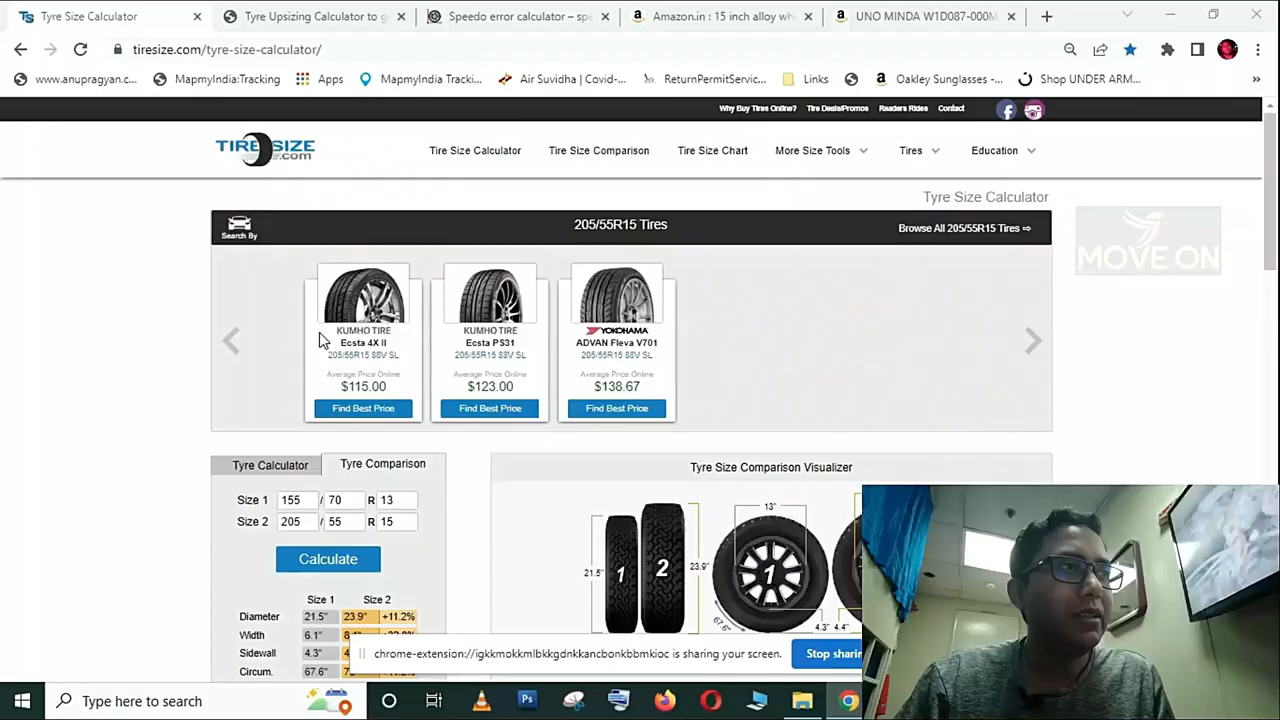 Tyre Size Calculator
Tyre Upsizing Calculator to g
Speedo error calculator – sp
Amazon.in : 15 inch alloy wh
UNO MINDA W1D087-000M
tiresize.com/tyre-size-calculator/
www.anupragyan.c...
MapmyIndia:Tracking
Apps
MapmyIndia Tracki...
Air Suvidha | Covid-...
ReturnPermitServic...
Links
Oakley Sunglasses -...
Shop UNDER ARM...
Why Buy Tires Online?
Tire Deals/Promos
Readers Rides
Contact
TIRESIZE.com
Tire Size Calculator
Tire Size Comparison
Tire Size Chart
More Size Tools
Tires
Education
Tyre Size Calculator
Search By
205/55R15 Tires
Browse All 205/55R15 Tires ⇨
MOVE ON
KUMHO TIRE
Ecsta 4X II
205/55R15 88V SL
Average Price Online
$115.00
Find Best Price
KUMHO TIRE
Ecsta PS31
205/55R15 88V SL
Average Price Online
$123.00
Find Best Price
YOKOHAMA
ADVAN Fleva V701
205/55R15 88V SL
Average Price Online
$138.67
Find Best Price
Tyre Calculator
Tyre Comparison
Size 1 155 / 70 R 13
Size 2 205 / 55 R 15
Calculate
Size 1 Size 2
Diameter 21.5" 23.9" +11.2%
Width 6.1"
Sidewall 4.3"
Circum. 67.6"
Tyre Size Comparison Visualizer
13"
21.5"
1
2
23.9"
1
67.6"
4.3"
4.4"
chrome-extension://igkkmokkmlbkkgdnkkancbonkbbmkioc is sharing your screen.
Stop sharin
Type here to search